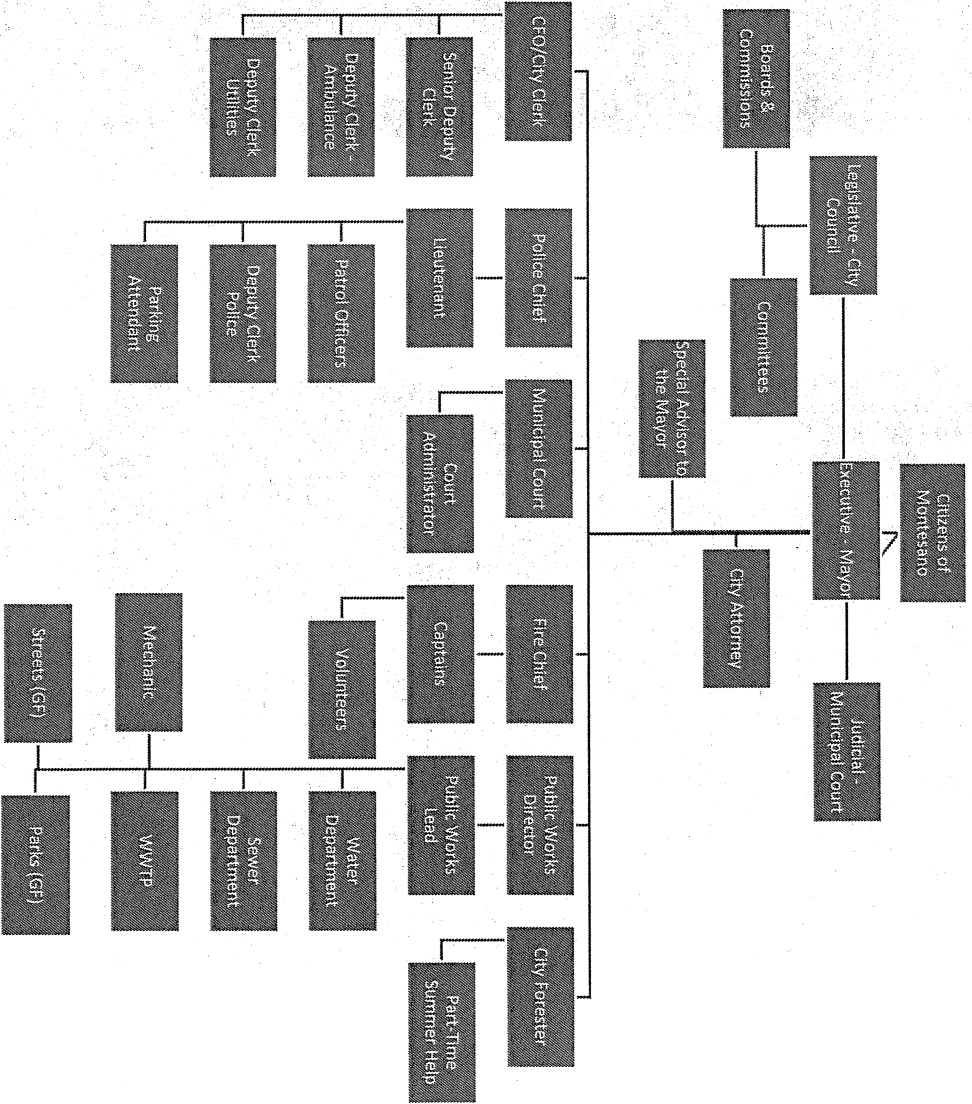 Citizens of
Montesano
Legislative - City
Council
Executive - Mayor
Judicial -
Municipal Court
Boards &
Commissions
Committees
City Attorney
Special Advisor to
the Mayor
CFO/City Clerk
Police Chief
Municipal Court
Fire Chief
Public Works
Director
City Forester
Senior Deputy
Clerk
Lieutenant
Court
Administrator
Captains
Public Works
Lead
Part-Time
Summer Help
Deputy Clerk -
Ambulance
Patrol Officers
Volunteers
Water
Department
Deputy Clerk
Utilities
Deputy Clerk
Police
Sewer
Department
Parking
Attendant
Mechanic
WWTP
Streets (GF)
Parks (GF)